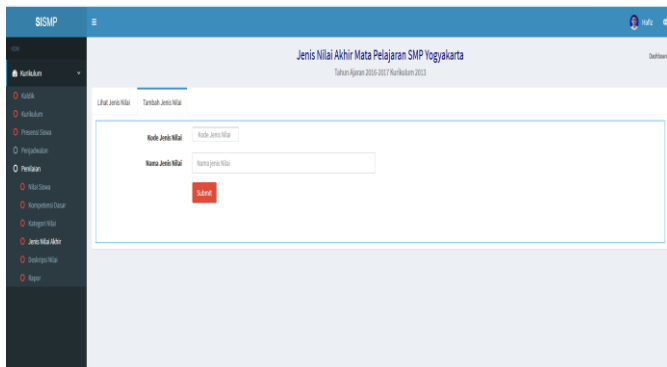 SISMP
Hafiz
Jenis Nilai Akhir Mata Pelajaran SMP Yogyakarta
Tahun Ajaran 2016-2017 Kurikulum 2013
Dashboard
Kurikulum
Kaldik
Kurikulum
Presensi Siswa
Penjadwalan
Penilaian
Nilai Siswa
Kompetensi Dasar
Kategori Nilai
Jenis Nilai Akhir
Deskripsi Nilai
Rapor
Lihat Jenis Nilai
Tambah Jenis Nilai
Kode Jenis Nilai
Kode Jenis Nilai
Nama Jenis Nilai
Nama Jenis Nilai
Submit